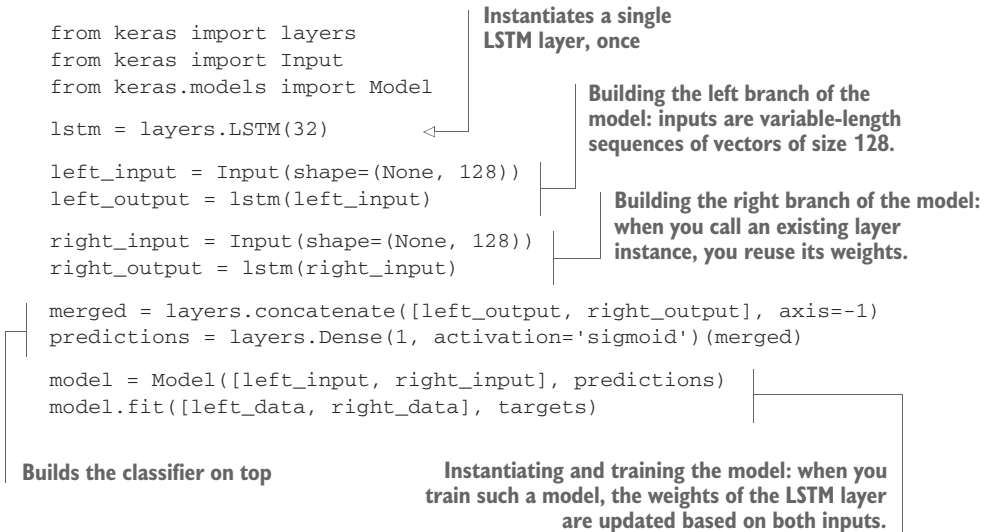 Instantiates a single
LSTM layer, once
from keras import layers
from keras import Input
from keras.models import Model
lstm = layers.LSTM(32)
Building the left branch of the
model: inputs are variable-length
sequences of vectors of size 128.
left_input = Input(shape=(None, 128))
left_output = lstm(left_input)
Building the right branch of the model:
when you call an existing layer
instance, you reuse its weights.
right_input = Input(shape=(None, 128))
right_output = lstm(right_input)
merged = layers.concatenate([left_output, right_output], axis=-1)
predictions = layers.Dense(1, activation='sigmoid')(merged)
model = Model([left_input, right_input], predictions)
model.fit([left_data, right_data], targets)
Builds the classifier on top
Instantiating and training the model: when you
train such a model, the weights of the LSTM layer
are updated based on both inputs.